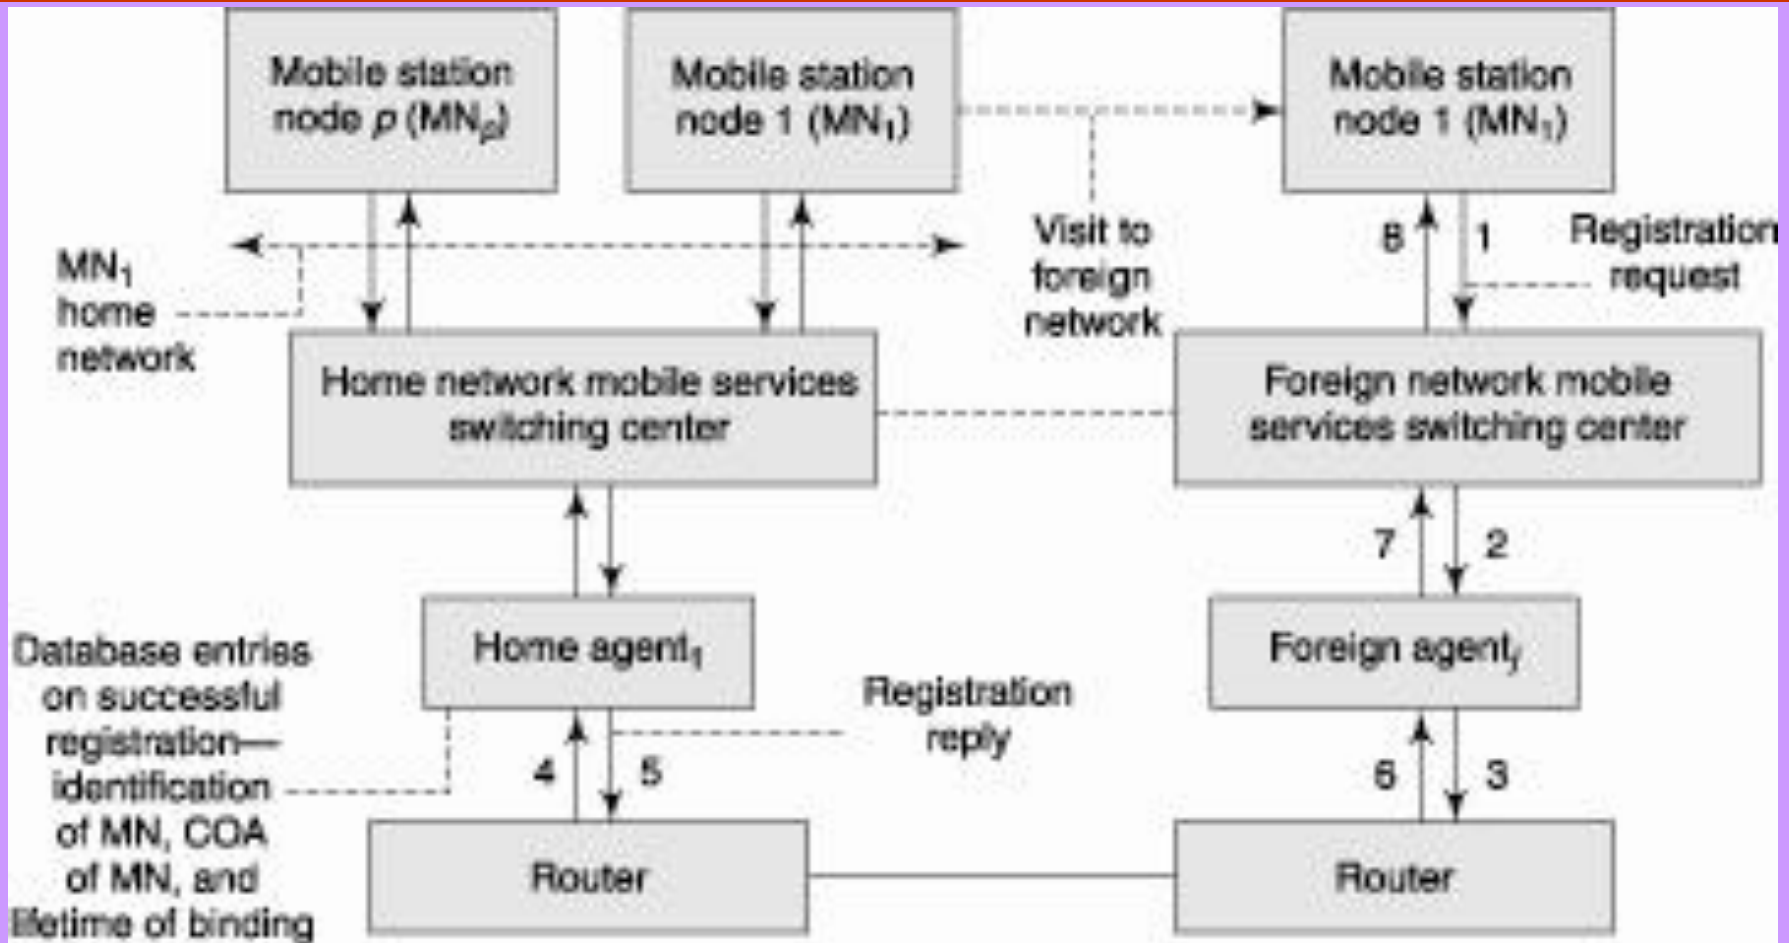 Mobile station
node p (MNp)
Mobile station
node 1 (MN1)
Mobile station
node 1 (MN1)
MN1
home
network
Visit to
foreign
network
8
1
Registration
request
Home network mobile services
switching center
Foreign network mobile
services switching center
7
2
Home agent1
Foreign agentj
Database entries
on successful
registration—
identification
of MN, COA
of MN, and
lifetime of binding
Registration
reply
4
5
6
3
Router
Router